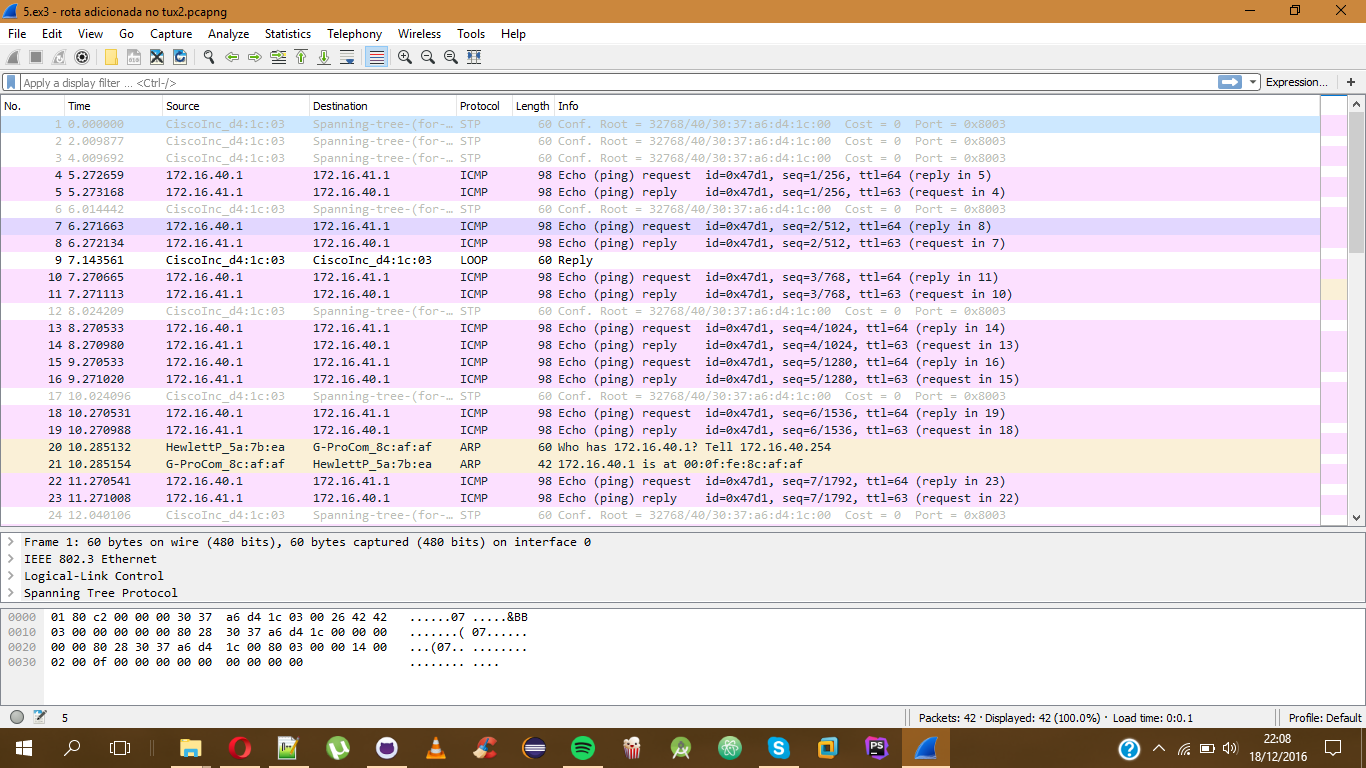 5.ex3 - rota adicionada no tux2.pcapng
File Edit View Go Capture Analyze Statistics Telephony Wireless Tools Help
Apply a display filter ... <Ctrl-/> Expression... +
No. Time Source Destination Protocol Length Info
1 0.000000 CiscoInc_d4:1c:03 Spanning-tree-(for-… STP 60 Conf. Root = 32768/40/30:37:a6:d4:1c:00 Cost = 0 Port = 0x8003
2 2.009877 CiscoInc_d4:1c:03 Spanning-tree-(for-… STP 60 Conf. Root = 32768/40/30:37:a6:d4:1c:00 Cost = 0 Port = 0x8003
3 4.009692 CiscoInc_d4:1c:03 Spanning-tree-(for-… STP 60 Conf. Root = 32768/40/30:37:a6:d4:1c:00 Cost = 0 Port = 0x8003
4 5.272659 172.16.40.1 172.16.41.1 ICMP 98 Echo (ping) request id=0x47d1, seq=1/256, ttl=64 (reply in 5)
5 5.273168 172.16.41.1 172.16.40.1 ICMP 98 Echo (ping) reply id=0x47d1, seq=1/256, ttl=63 (request in 4)
6 6.014442 CiscoInc_d4:1c:03 Spanning-tree-(for-… STP 60 Conf. Root = 32768/40/30:37:a6:d4:1c:00 Cost = 0 Port = 0x8003
7 6.271663 172.16.40.1 172.16.41.1 ICMP 98 Echo (ping) request id=0x47d1, seq=2/512, ttl=64 (reply in 8)
8 6.272134 172.16.41.1 172.16.40.1 ICMP 98 Echo (ping) reply id=0x47d1, seq=2/512, ttl=63 (request in 7)
9 7.143561 CiscoInc_d4:1c:03 CiscoInc_d4:1c:03 LOOP 60 Reply
10 7.270665 172.16.40.1 172.16.41.1 ICMP 98 Echo (ping) request id=0x47d1, seq=3/768, ttl=64 (reply in 11)
11 7.271113 172.16.41.1 172.16.40.1 ICMP 98 Echo (ping) reply id=0x47d1, seq=3/768, ttl=63 (request in 10)
12 8.024209 CiscoInc_d4:1c:03 Spanning-tree-(for-… STP 60 Conf. Root = 32768/40/30:37:a6:d4:1c:00 Cost = 0 Port = 0x8003
13 8.270533 172.16.40.1 172.16.41.1 ICMP 98 Echo (ping) request id=0x47d1, seq=4/1024, ttl=64 (reply in 14)
14 8.270980 172.16.41.1 172.16.40.1 ICMP 98 Echo (ping) reply id=0x47d1, seq=4/1024, ttl=63 (request in 13)
15 9.270533 172.16.40.1 172.16.41.1 ICMP 98 Echo (ping) request id=0x47d1, seq=5/1280, ttl=64 (reply in 16)
16 9.271020 172.16.41.1 172.16.40.1 ICMP 98 Echo (ping) reply id=0x47d1, seq=5/1280, ttl=63 (request in 15)
17 10.024096 CiscoInc_d4:1c:03 Spanning-tree-(for-… STP 60 Conf. Root = 32768/40/30:37:a6:d4:1c:00 Cost = 0 Port = 0x8003
18 10.270531 172.16.40.1 172.16.41.1 ICMP 98 Echo (ping) request id=0x47d1, seq=6/1536, ttl=64 (reply in 19)
19 10.270988 172.16.41.1 172.16.40.1 ICMP 98 Echo (ping) reply id=0x47d1, seq=6/1536, ttl=63 (request in 18)
20 10.285132 HewlettP_5a:7b:ea G-ProCom_8c:af:af ARP 60 Who has 172.16.40.1? Tell 172.16.40.254
21 10.285154 G-ProCom_8c:af:af HewlettP_5a:7b:ea ARP 42 172.16.40.1 is at 00:0f:fe:8c:af:af
22 11.270541 172.16.40.1 172.16.41.1 ICMP 98 Echo (ping) request id=0x47d1, seq=7/1792, ttl=64 (reply in 23)
23 11.271008 172.16.41.1 172.16.40.1 ICMP 98 Echo (ping) reply id=0x47d1, seq=7/1792, ttl=63 (request in 22)
24 12.040106 CiscoInc_d4:1c:03 Spanning-tree-(for-… STP 60 Conf. Root = 32768/40/30:37:a6:d4:1c:00 Cost = 0 Port = 0x8003
Frame 1: 60 bytes on wire (480 bits), 60 bytes captured (480 bits) on interface 0
IEEE 802.3 Ethernet
Logical-Link Control
Spanning Tree Protocol
0000 01 80 c2 00 00 00 30 37 a6 d4 1c 03 00 26 42 42 ......07 .....&BB
0010 03 00 00 00 00 00 80 28 30 37 a6 d4 1c 00 00 00 .......( 07......
0020 00 00 80 28 30 37 a6 d4 1c 00 80 03 00 00 14 00 ...(07.. ........
0030 02 00 0f 00 00 00 00 00 00 00 00 00 ........ ....
5 Packets: 42 · Displayed: 42 (100.0%) · Load time: 0:0.1 Profile: Default
22:08
18/12/2016